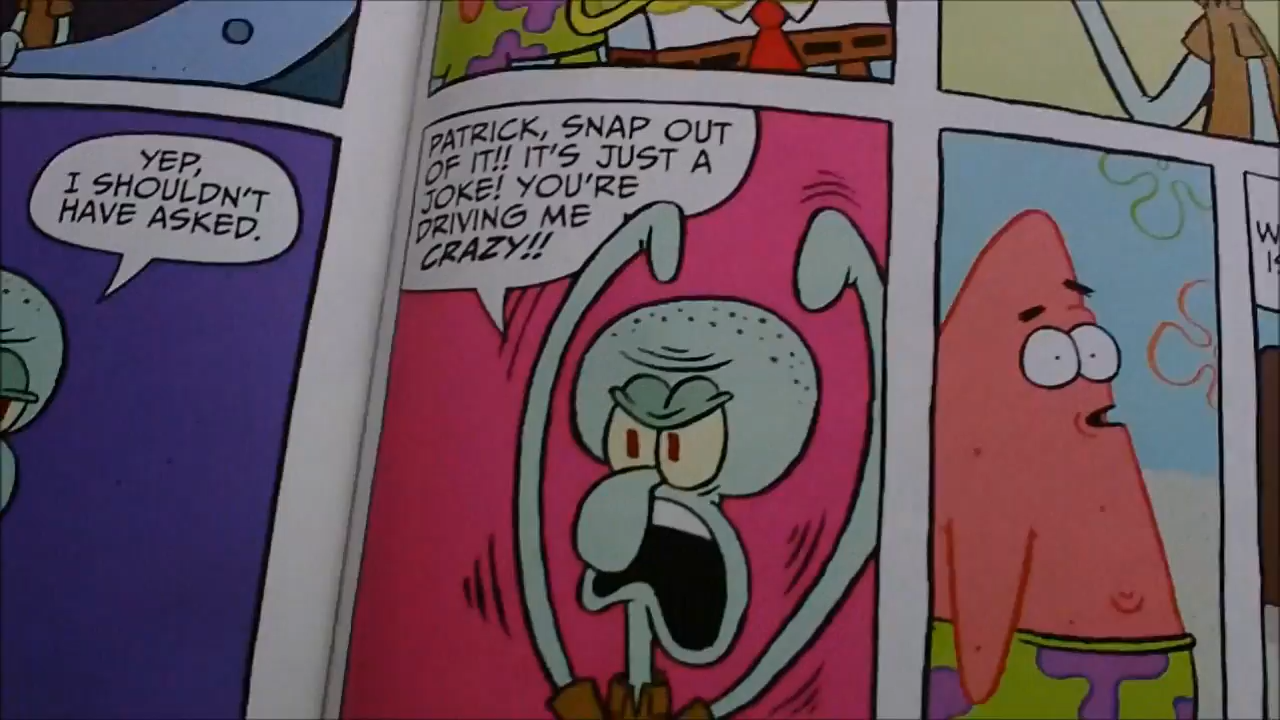 YEP,
I SHOULDN'T
HAVE ASKED.
PATRICK, SNAP OUT
OF IT!! IT'S JUST A
JOKE! YOU'RE
DRIVING ME
CRAZY!!